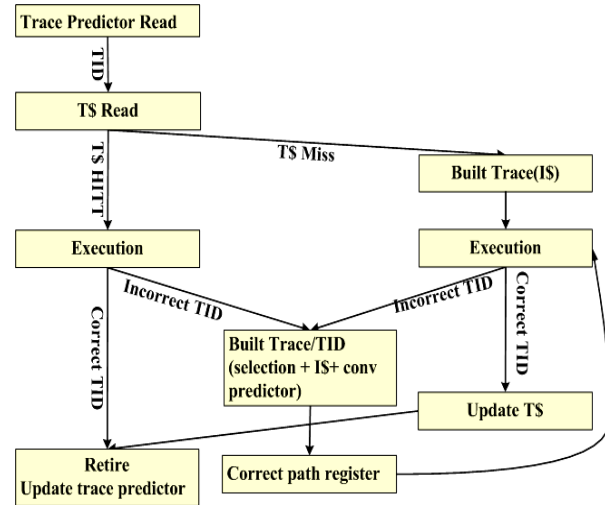 Trace Predictor Read
TID
T$ Read
T$ HITT
T$ Miss
Built Trace(I$)
Execution
Execution
Incorrect TID
Incorrect TID
Correct TID
Correct TID
Built Trace/TID
(selection + I$+ conv
predictor)
Update T$
Retire
Update trace predictor
Correct path register